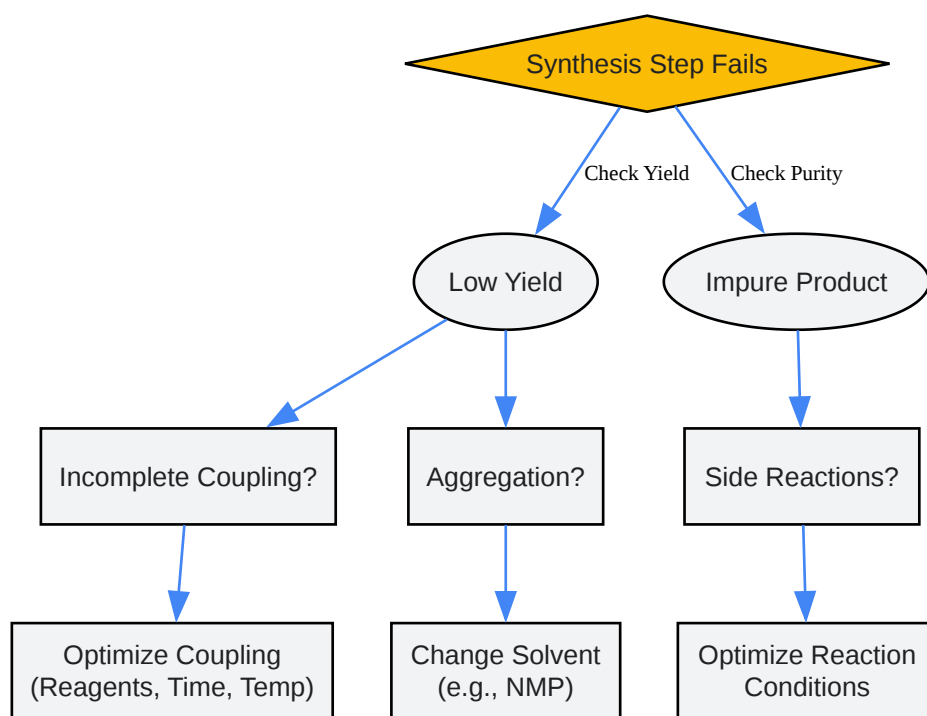 Synthesis Step Fails
Check Yield
Check Purity
Low Yield
Impure Product
Incomplete Coupling?
Aggregation?
Side Reactions?
Optimize Coupling
(Reagents, Time, Temp)
Change Solvent
(e.g., NMP)
Optimize Reaction
Conditions